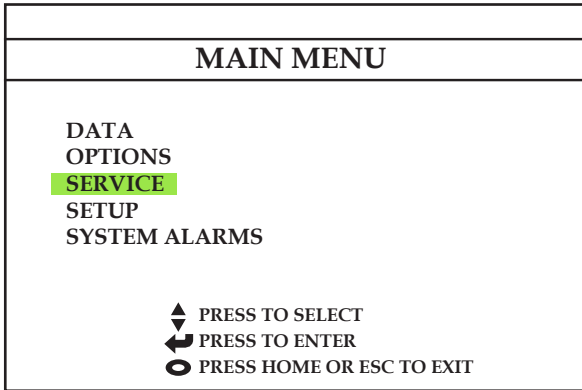 MAIN MENU
DATA
OPTIONS
SERVICE
SETUP
SYSTEM ALARMS
PRESS TO SELECT
PRESS TO ENTER
PRESS HOME OR ESC TO EXIT